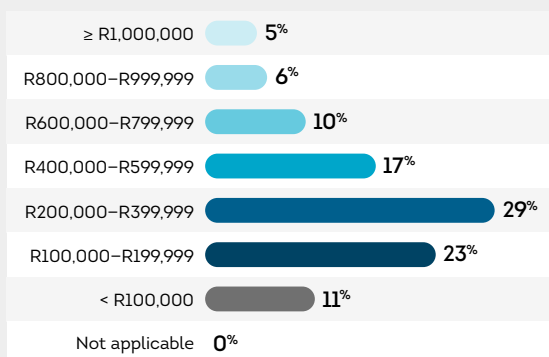 ≥ R1,000,000 5%
R800,000–R999,999 6%
R600,000–R799,999 10%
R400,000–R599,999 17%
R200,000–R399,999 29%
R100,000–R199,999 23%
< R100,000 11%
Not applicable 0%